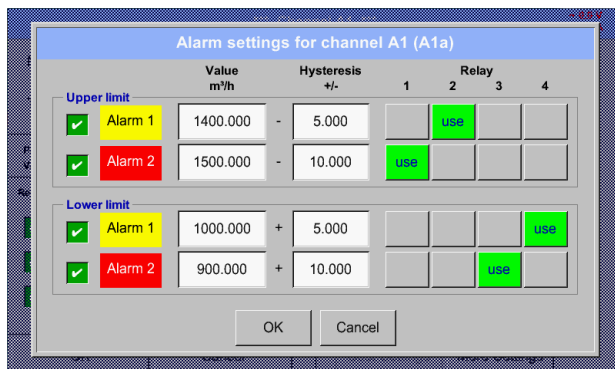 *** Channel A1 ***
Alarm settings for channel A1 (A1a)
Value Hysteresis Relay
m³/h +/- 1 2 3 4
Upper limit
Alarm 1 1400.000 - 5.000 use
Alarm 2 1500.000 - 10.000 use
Lower limit
Alarm 1 1000.000 + 5.000 use
Alarm 2 900.000 + 10.000 use
OK Cancel